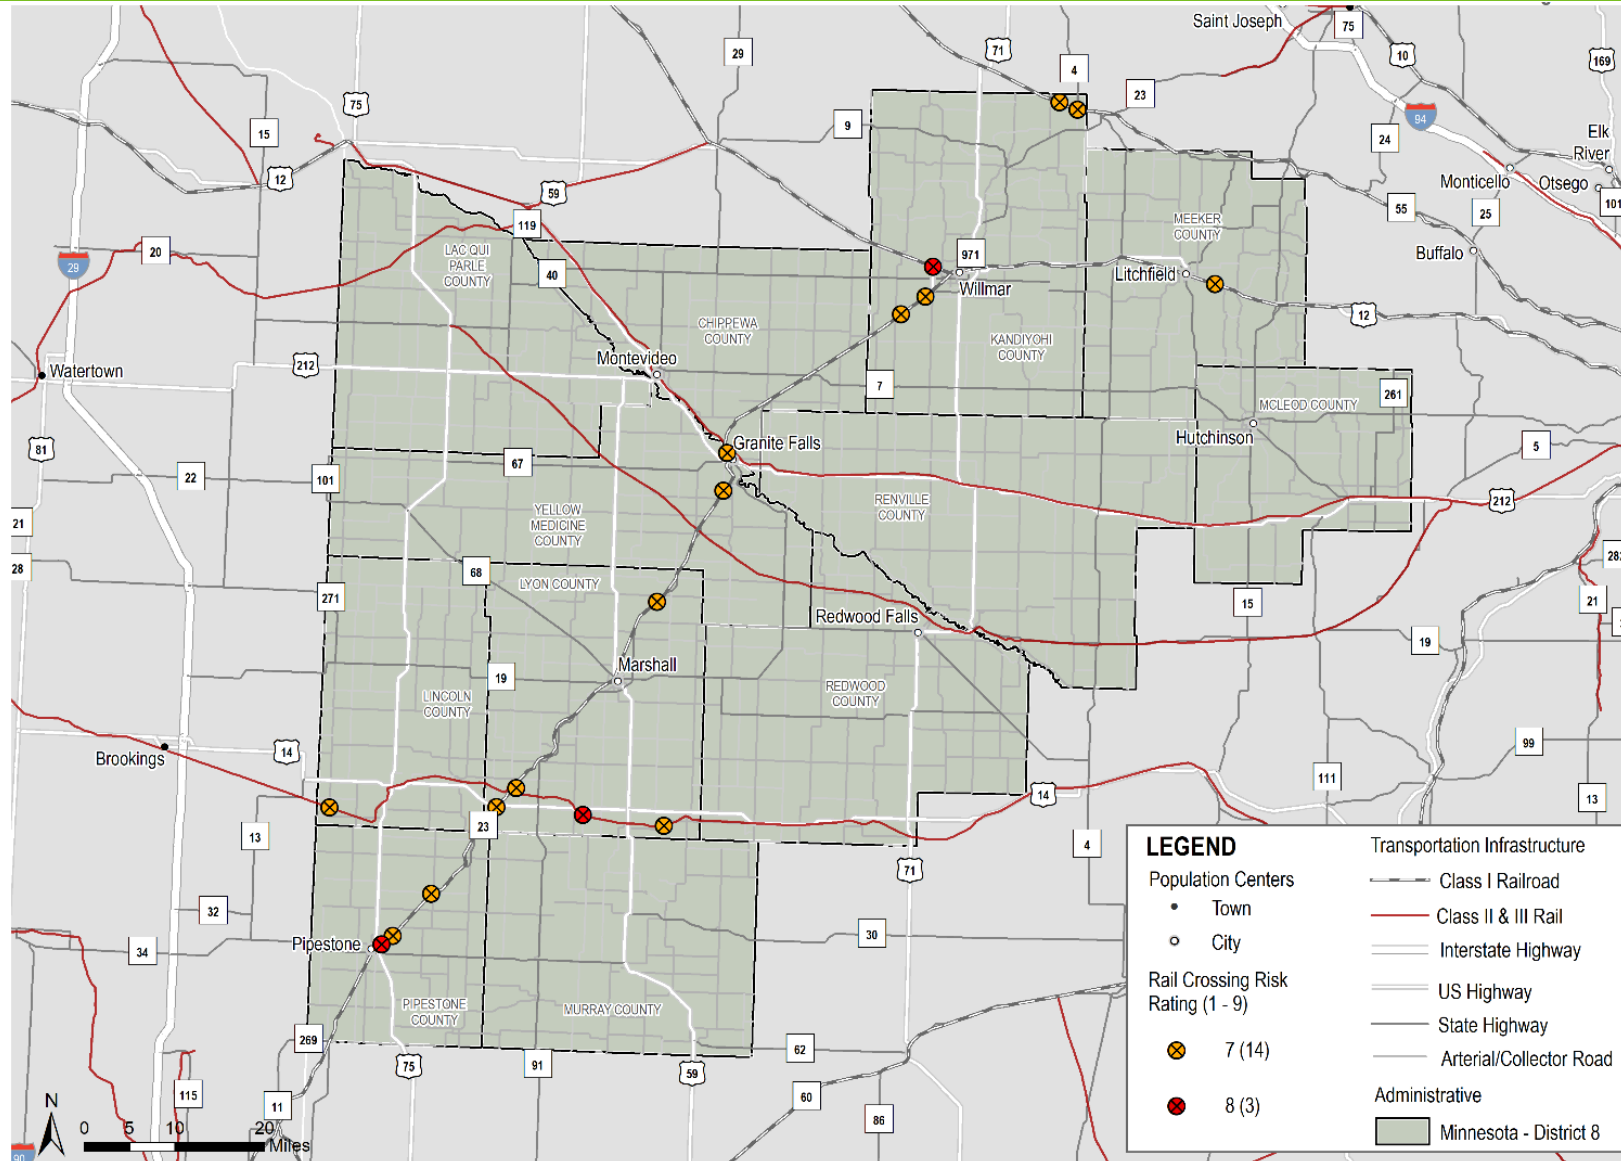 Saint Joseph
75
71
10
29
169
4
23
75
94
15
9
24
Elk
River
12
59
Monticello
Otsego
101
55
25
119
MEEKER
COUNTY
20
LAC QUI
PARLE
COUNTY
971
Buffalo
29
40
Litchfield
Willmar
12
CHIPPEWA
COUNTY
KANDIYOHI
COUNTY
Montevideo
212
Watertown
7
261
MCLEOD COUNTY
Hutchinson
81
Granite Falls
5
67
22
101
RENVILLE
COUNTY
212
21
YELLOW
MEDICINE
COUNTY
28
68
LYON COUNTY
271
15
21
Redwood Falls
19
Marshall
19
REDWOOD
COUNTY
LINCOLN
COUNTY
14
99
Brookings
111
14
13
23
13
4
71
32
30
34
Pipestone
PIPESTONE
COUNTY
MURRAY COUNTY
269
62
91
75
59
115
60
11
86
90
N
0
5
10
20
Miles
LEGEND
Population Centers
Town
City
Rail Crossing Risk
Rating (1 - 9)
7 (14)
8 (3)
Transportation Infrastructure
Class I Railroad
Class II & III Rail
Interstate Highway
US Highway
State Highway
Arterial/Collector Road
Administrative
Minnesota - District 8